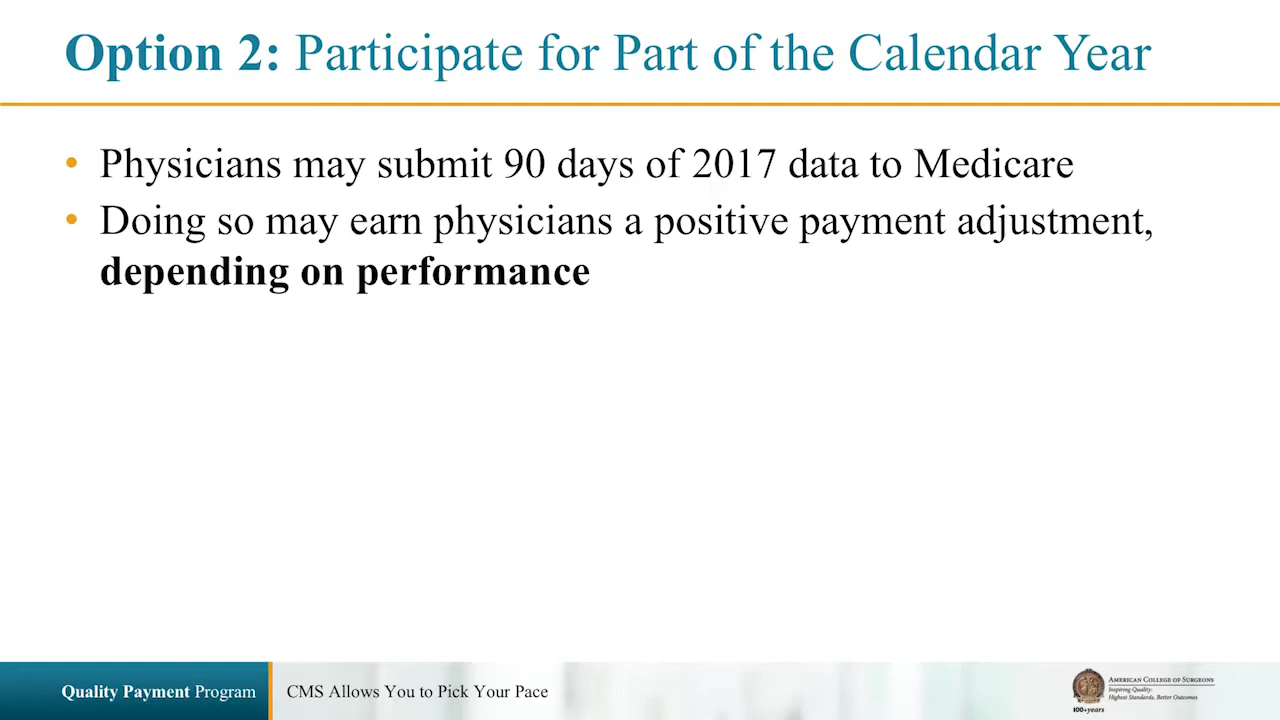 Option 2: Participate for Part of the Calendar Year
• Physicians may submit 90 days of 2017 data to Medicare
• Doing so may earn physicians a positive payment adjustment,
depending on performance
Quality Payment Program
CMS Allows You to Pick Your Pace
AMERICAN COLLEGE OF SURGEONS
Inspiring Quality:
Highest Standards, Better Outcomes
100+years